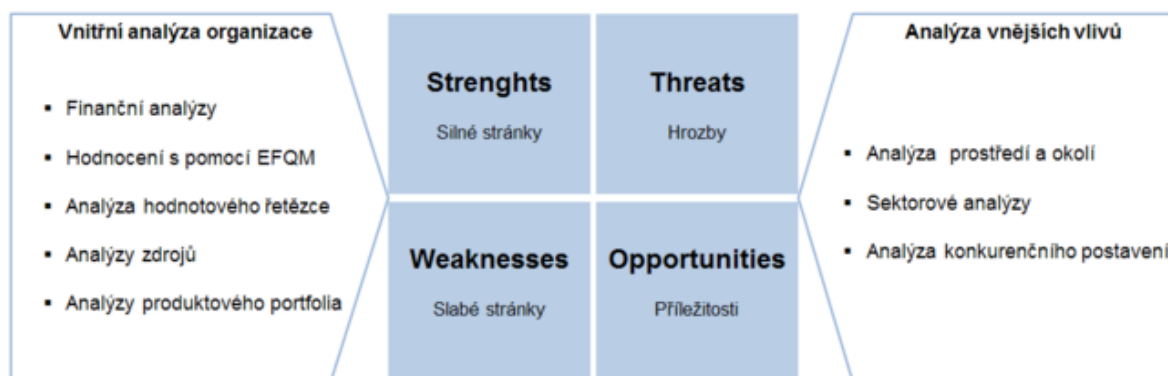 Vnitřní analýza organizace
▪ Finanční analýzy
▪ Hodnocení s pomocí EFQM
▪ Analýza hodnotového řetězce
▪ Analýzy zdrojů
▪ Analýzy produktového portfolia
Strenghts
Silné stránky
Threats
Hrozby
Weaknesses
Slabé stránky
Opportunities
Příležitosti
Analýza vnějších vlivů
▪ Analýza prostředí a okolí
▪ Sektorové analýzy
▪ Analýza konkurenčního postavení